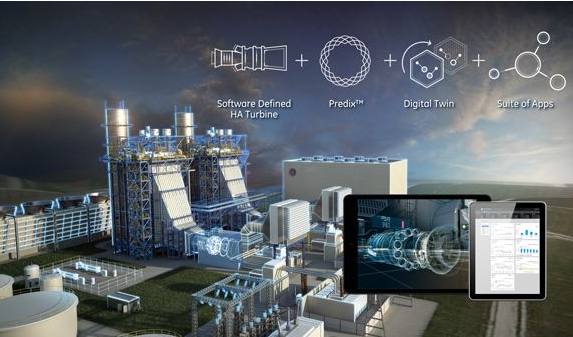 Software Defined
HA Turbine
Predix™
Digital Twin
Suite of Apps